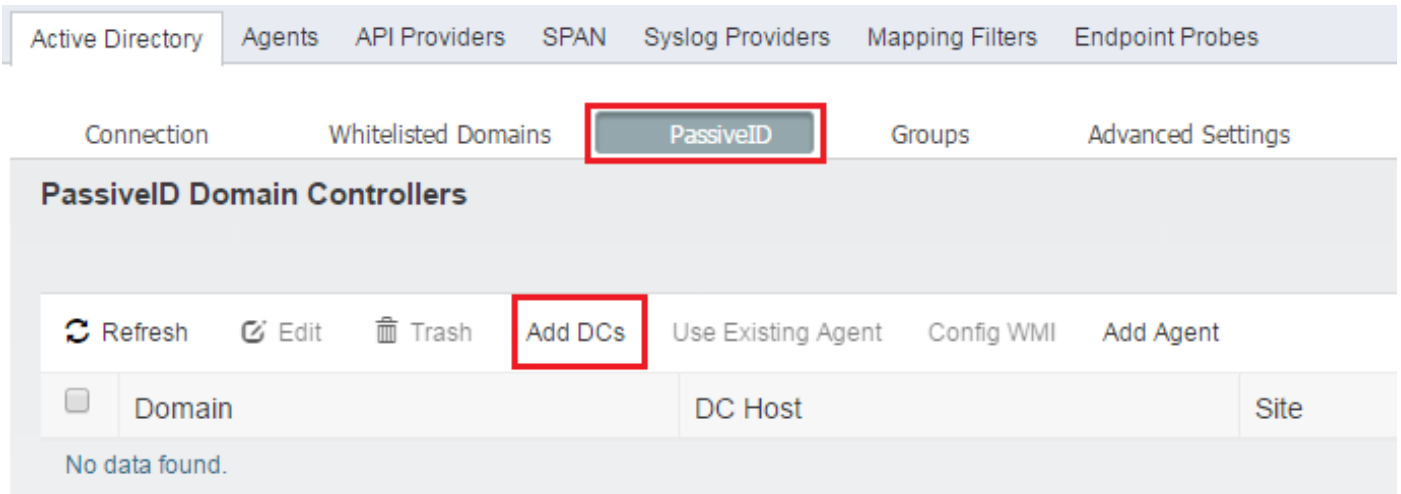 Active Directory Agents API Providers SPAN Syslog Providers Mapping Filters Endpoint Probes
Connection Whitelisted Domains PassiveID Groups Advanced Settings
PassiveID Domain Controllers
Refresh Edit Trash Add DCs Use Existing Agent Config WMI Add Agent
Domain DC Host Site
No data found.